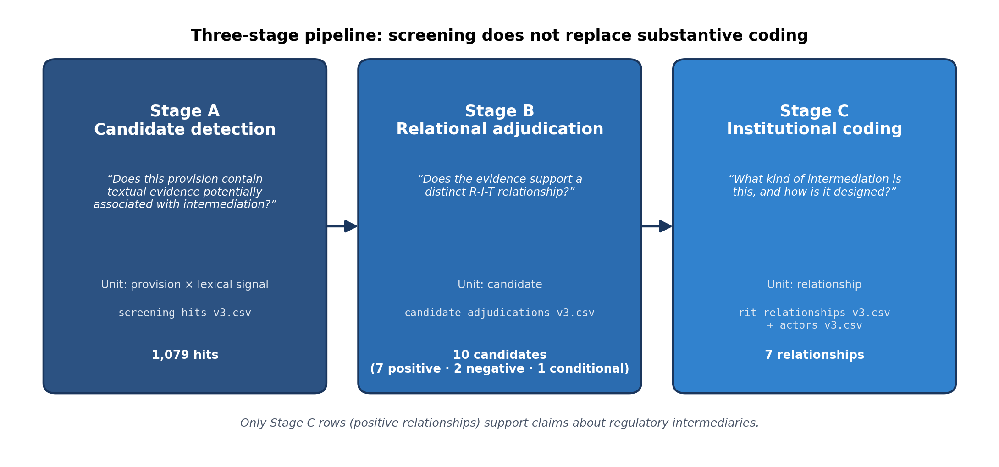 Three-stage pipeline: screening does not replace substantive coding
Stage A
Candidate detection
“Does this provision contain
textual evidence potentially
associated with intermediation?”
Unit: provision × lexical signal
screening_hits_v3.csv
1,079 hits
Stage B
Relational adjudication
“Does the evidence support a
distinct R-I-T relationship?”
Unit: candidate
candidate_adjudications_v3.csv
10 candidates
(7 positive · 2 negative · 1 conditional)
Stage C
Institutional coding
“What kind of intermediation is
this, and how is it designed?”
Unit: relationship
rit_relationships_v3.csv
+ actors_v3.csv
7 relationships
Only Stage C rows (positive relationships) support claims about regulatory intermediaries.